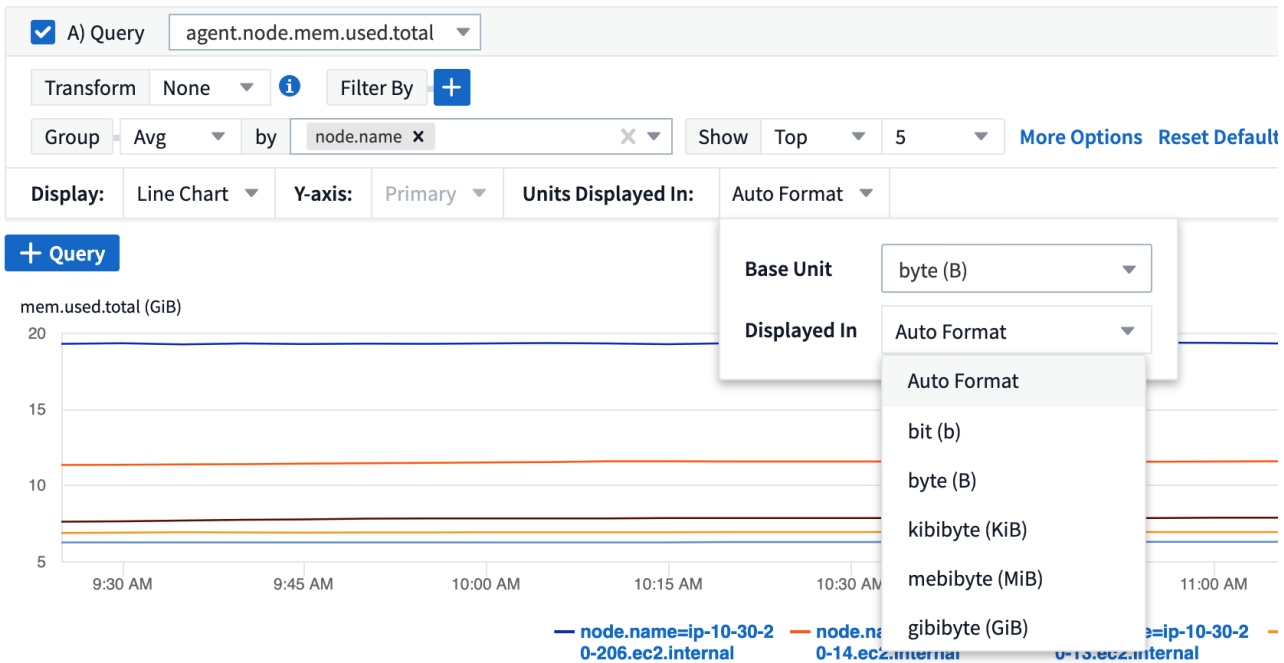 A) Query agent.node.mem.used.total
Transform None Filter By +
Group Avg by node.name × Show Top 5 More Options Reset Default
Display: Line Chart Y-axis: Primary Units Displayed In: Auto Format
+ Query
Base Unit byte (B)
Displayed In Auto Format
Auto Format
bit (b)
byte (B)
kibibyte (KiB)
mebibyte (MiB)
gibibyte (GiB)
mem.used.total (GiB)
20
15
10
5
9:30 AM 9:45 AM 10:00 AM 10:15 AM 10:30 AM 11:00 AM
node.name=ip-10-30-2 node.na e=ip-10-30-2
0-206.ec2.internal 0-14.ec2.internal 0-13.ec2.internal